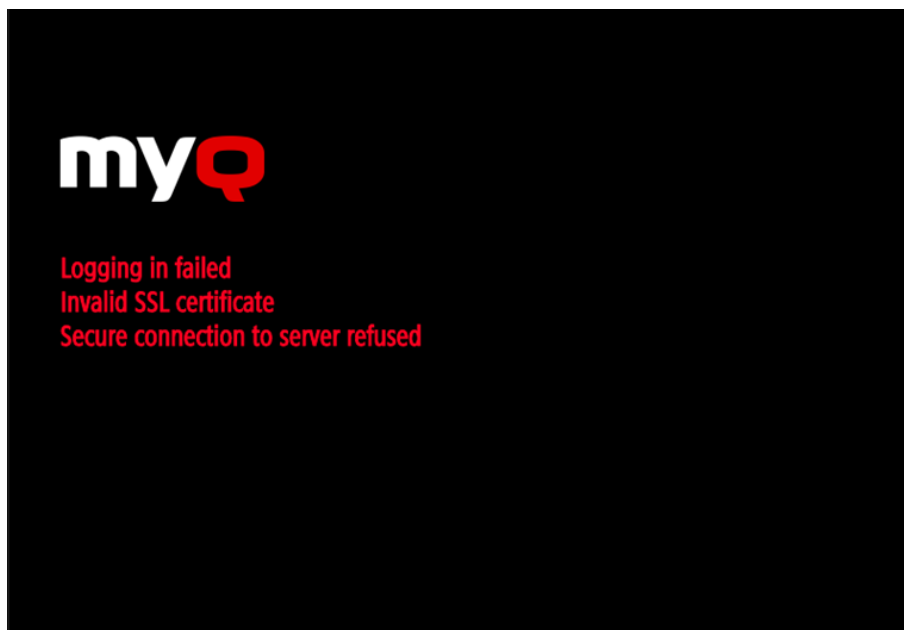 myQ
Logging in failed
Invalid SSL certificate
Secure connection to server refused